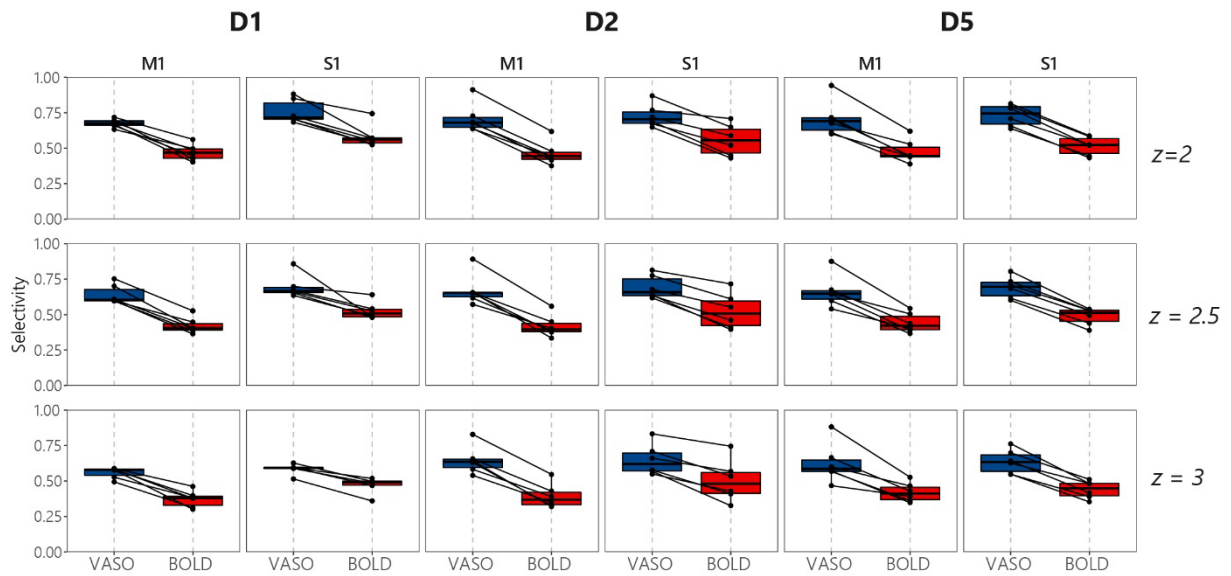 D1 D2 D5
M1 S1 M1 S1 M1 S1
1.00
0.75
0.50
0.25
0.00
z=2
1.00
0.75
0.50
0.25
0.00
Selectivity
z = 2.5
1.00
0.75
0.50
0.25
0.00
z = 3
VASO BOLD VASO BOLD VASO BOLD VASO BOLD VASO BOLD VASO BOLD